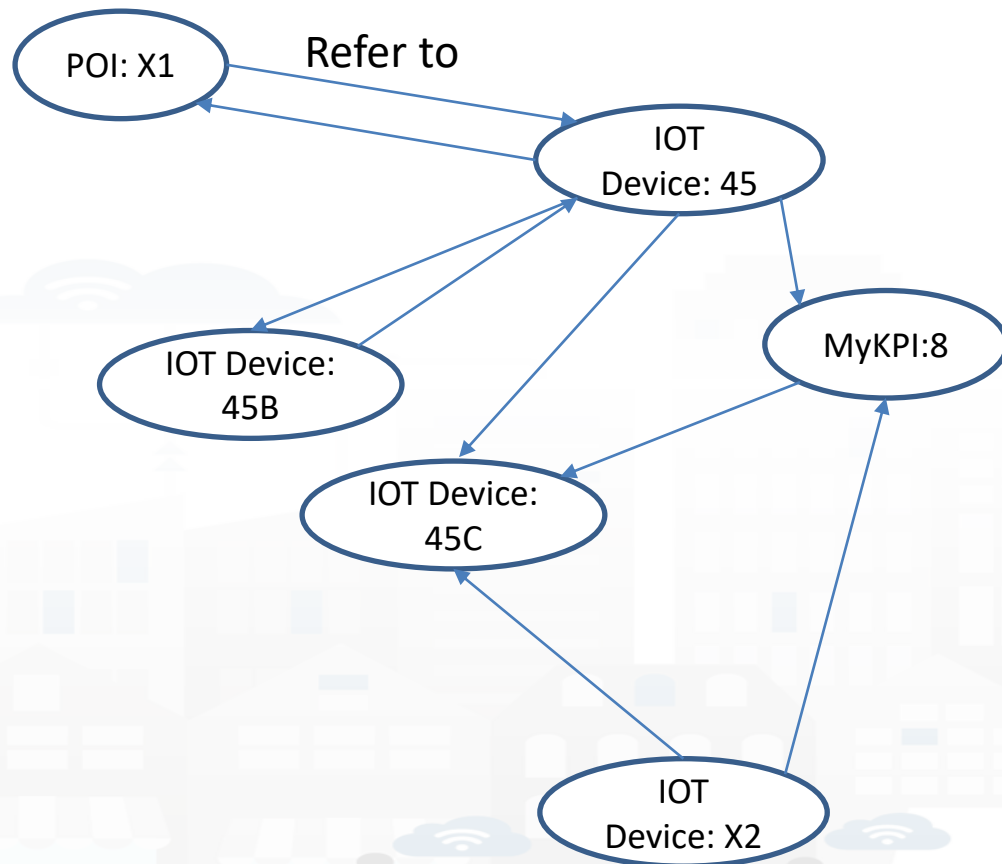 POI: X1
Refer to
IOT
Device: 45
MyKPI:8
IOT Device:
45B
IOT Device:
45C
IOT
Device: X2